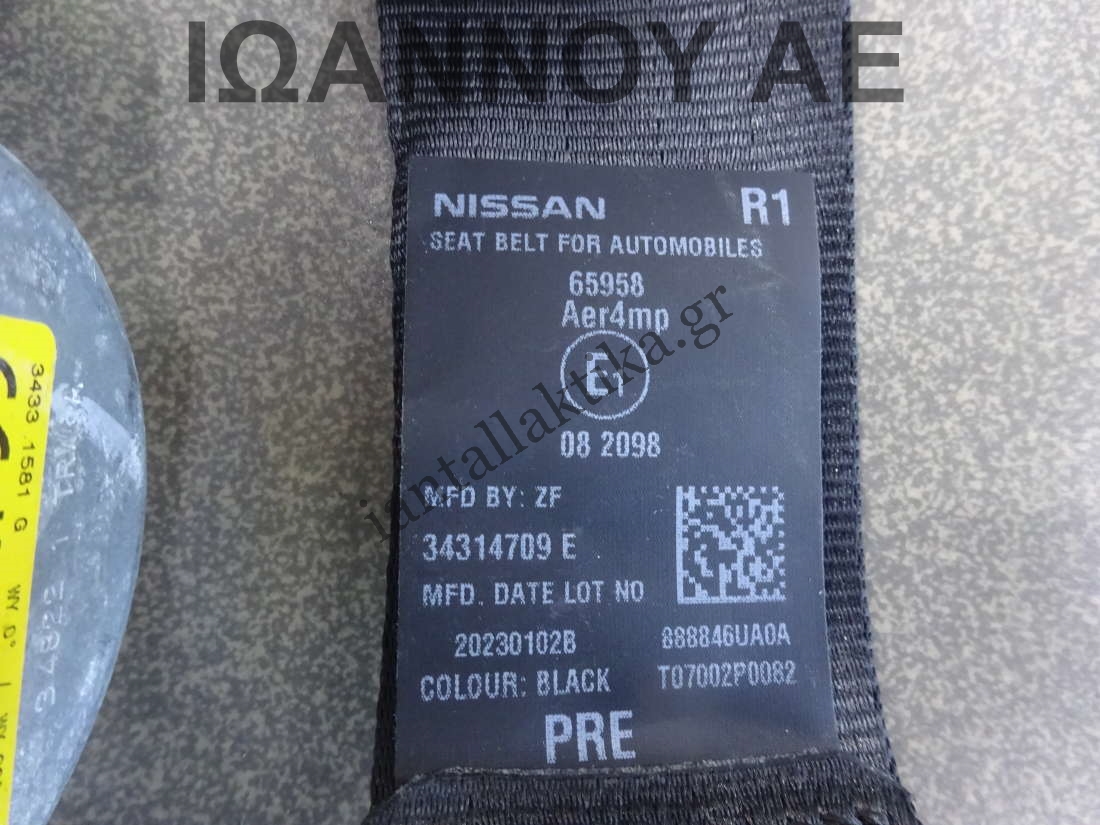 ΙΩΑΝΝΟΥ ΑΕ
NISSAN R1
SEAT BELT FOR AUTOMOBILES
65958
Aer4mp
E1
08 2098
iantallaktika.gr
MFD BY: ZF
34314709 E
MFD. DATE LOT NO
20230102B 888846UA0A
COLOUR: BLACK T07002P0082
PRE
3433 1581 G